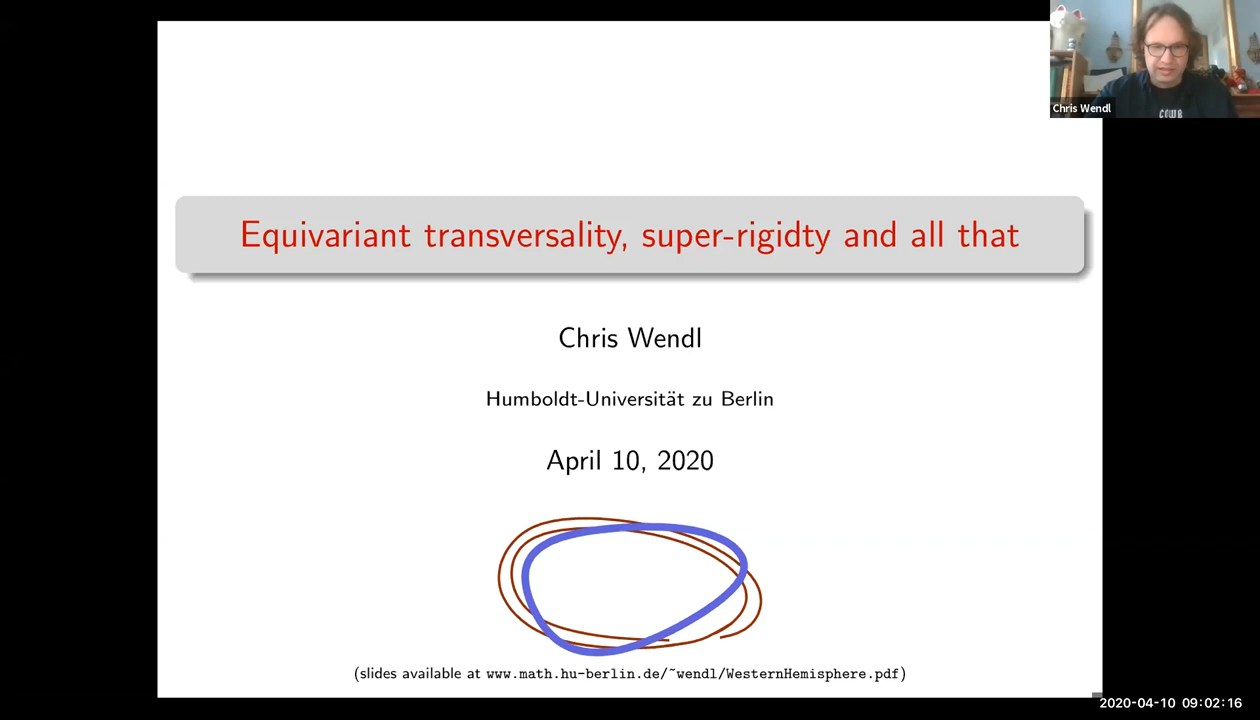 Chris Wendl
Equivariant transversality, super-rigidty and all that
Chris Wendl
Humboldt-Universität zu Berlin
April 10, 2020
(slides available at www.math.hu-berlin.de/~wendl/WesternHemisphere.pdf)
2020-04-10 09:02:16